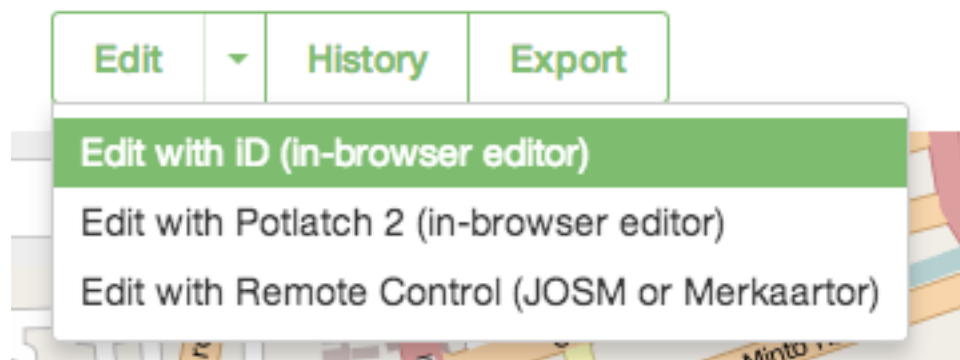 Edit History Export
Edit with iD (in-browser editor)
Edit with Potlatch 2 (in-browser editor)
Edit with Remote Control (JOSM or Merkaartor)
Minto